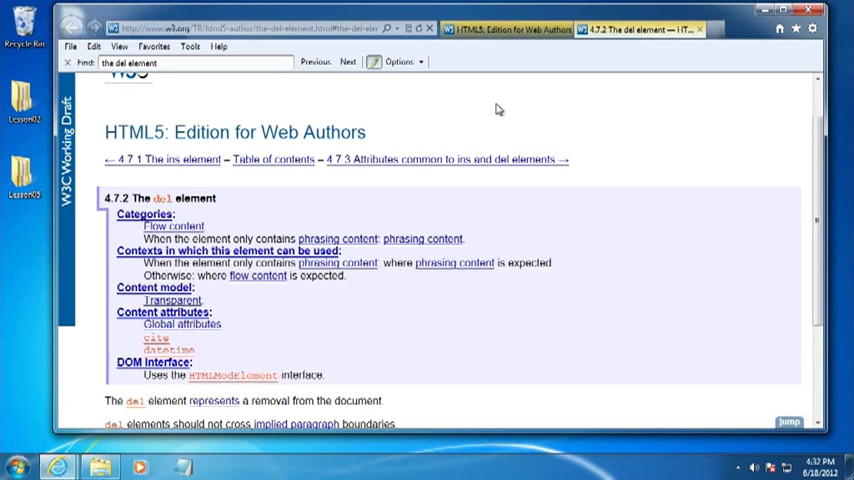 Recycle Bin
Lesson02
Lesson05
http://www.w3.org/TR/html5-author/the-del-element.html#the-del-eler
HTML5: Edition for Web Authors
4.7.2 The del element — HT...
File Edit View Favorites Tools Help
Find: the del element Previous Next Options
W3C Working Draft
HTML5: Edition for Web Authors
← 4.7.1 The ins element – Table of contents – 4.7.3 Attributes common to ins and del elements →
4.7.2 The del element
Categories:
Flow content.
When the element only contains phrasing content: phrasing content.
Contexts in which this element can be used:
When the element only contains phrasing content: where phrasing content is expected.
Otherwise: where flow content is expected.
Content model:
Transparent.
Content attributes:
Global attributes
cite
datetime
DOM interface:
Uses the HTMLModElement interface.
The del element represents a removal from the document.
del elements should not cross implied paragraph boundaries.
jump
4:32 PM
6/18/2012